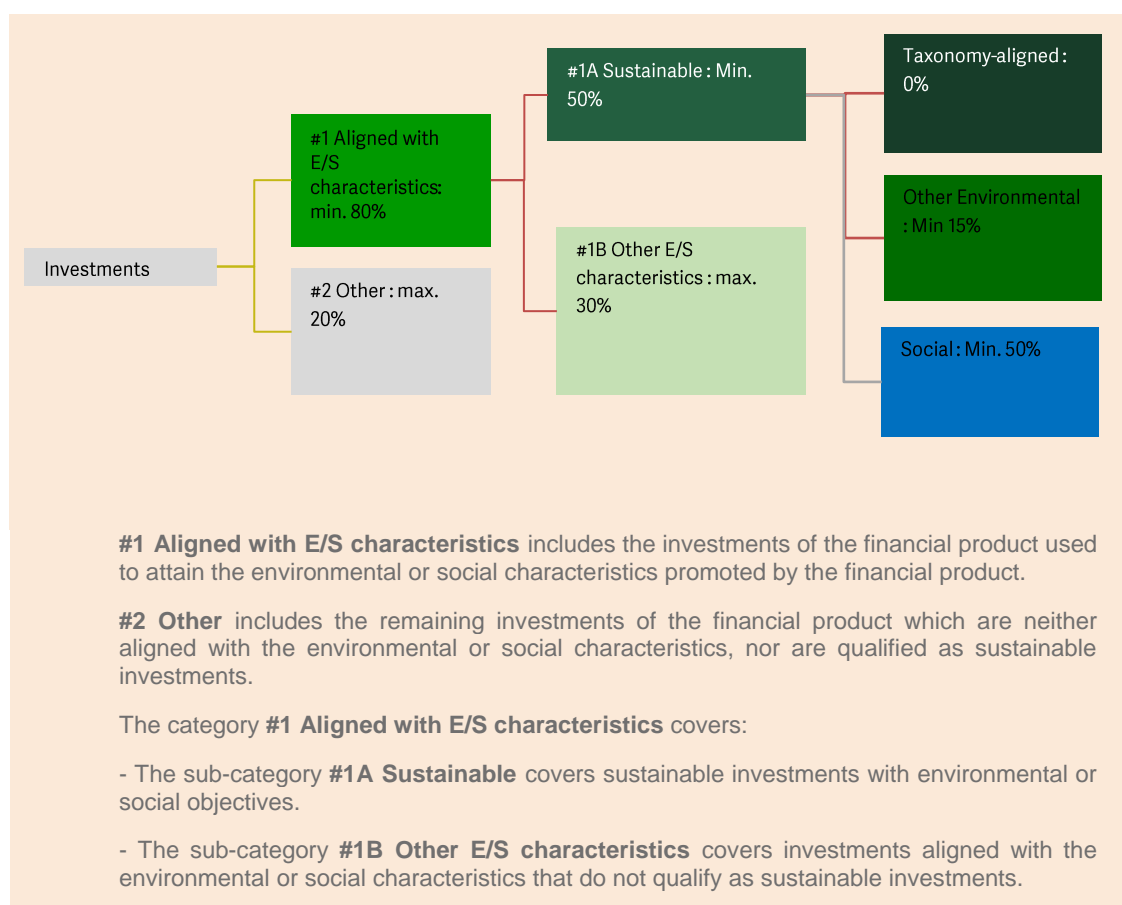 Investments
#1 Aligned with
E/S
characteristics:
min. 80%
#2 Other : max.
20%
#1A Sustainable : Min.
50%
#1B Other E/S
characteristics : max.
30%
Taxonomy-aligned :
0%
Other Environmental
: Min 15%
Social : Min. 50%
#1 Aligned with E/S characteristics includes the investments of the financial product used
to attain the environmental or social characteristics promoted by the financial product.
#2 Other includes the remaining investments of the financial product which are neither
aligned with the environmental or social characteristics, nor are qualified as sustainable
investments.
The category #1 Aligned with E/S characteristics covers:
- The sub-category #1A Sustainable covers sustainable investments with environmental or
social objectives.
- The sub-category #1B Other E/S characteristics covers investments aligned with the
environmental or social characteristics that do not qualify as sustainable investments.